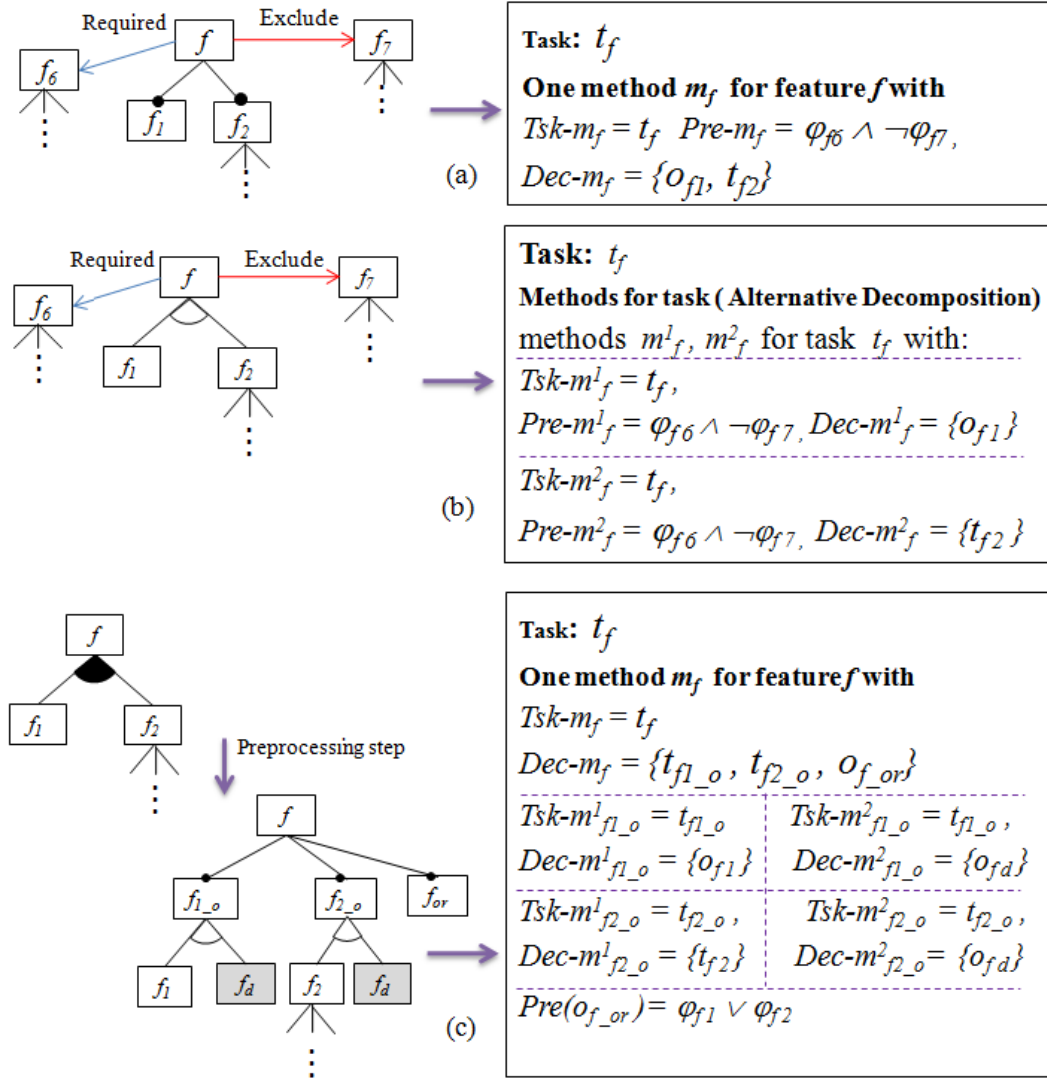 Required
Exclude
f
f6
f7
f1
f2
(a)
Task: tf
One method mf for feature f with
Tsk-mf = tf Pre-mf = φf6 ∧ ¬φf7 ,
Dec-mf = {of1, tf2}
Required
Exclude
f
f6
f7
f1
f2
(b)
Task: tf
Methods for task ( Alternative Decomposition)
methods m¹f, m²f for task tf with:
Tsk-m¹f = tf,
Pre-m¹f = φf6 ∧ ¬φf7 , Dec-m¹f = {of1}
Tsk-m²f = tf,
Pre-m²f = φf6 ∧ ¬φf7, Dec-m²f = {tf2 }
f
f1
f2
Preprocessing step
f
f1_o
f2_o
for
f1
fd
f2
fd
(c)
Task: tf
One method mf for feature f with
Tsk-mf = tf
Dec-mf = {tf1_o , tf2_o , of_or}
Tsk-m¹f1_o = tf1_o Tsk-m²f1_o = tf1_o ,
Dec-m¹f1_o = {of1} Dec-m²f1_o = {ofd}
Tsk-m¹f2_o = tf2_o , Tsk-m²f2_o = tf2_o ,
Dec-m¹f2_o = {tf2} Dec-m²f2_o= {ofd}
Pre(of_or) = φf1 ∨ φf2